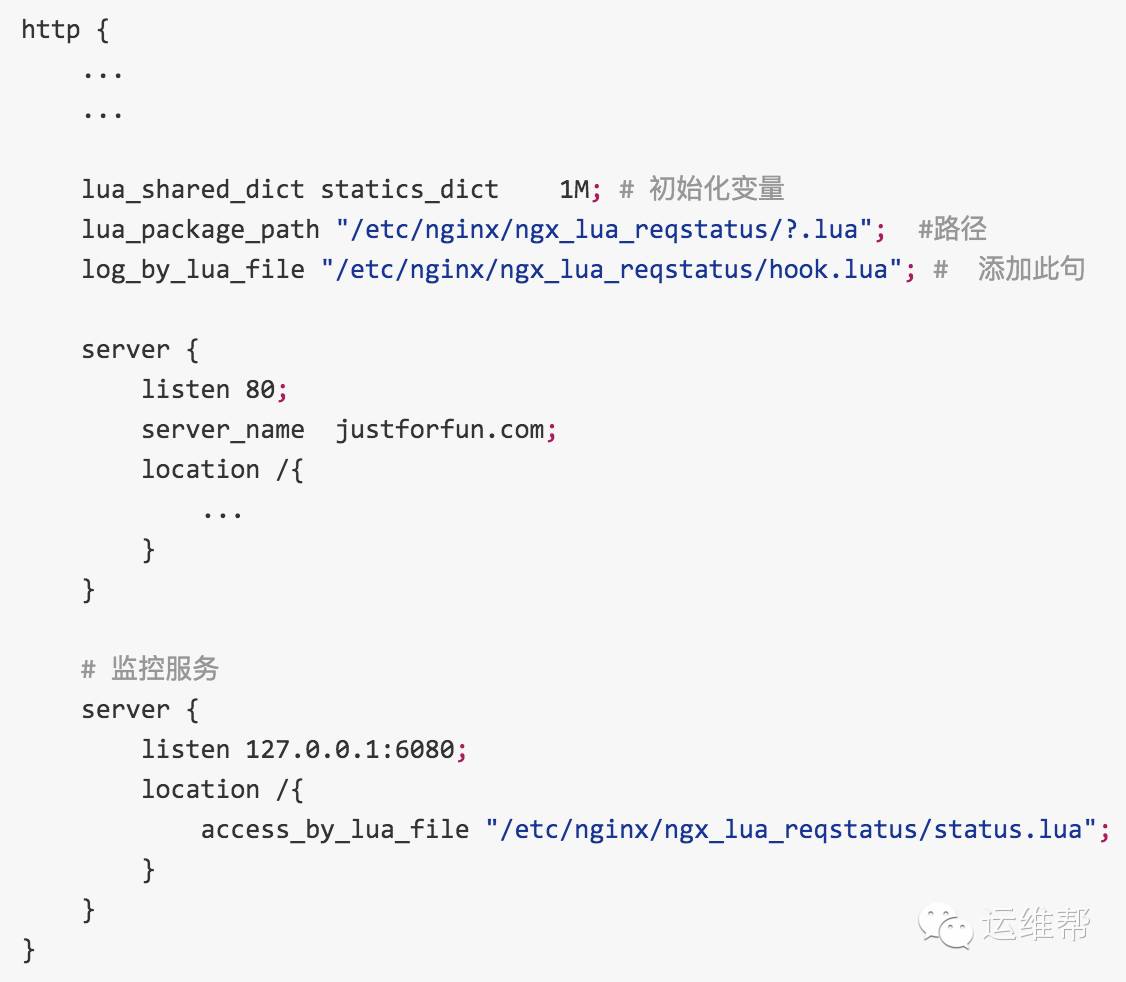 http {
    ...
    ...

    lua_shared_dict statics_dict    1M; # 初始化变量
    lua_package_path "/etc/nginx/ngx_lua_reqstatus/?.lua";  #路径
    log_by_lua_file "/etc/nginx/ngx_lua_reqstatus/hook.lua"; #  添加此句

    server {
        listen 80;
        server_name  justforfun.com;
        location /{
            ...
        }
    }

    # 监控服务
    server {
        listen 127.0.0.1:6080;
        location /{
            access_by_lua_file "/etc/nginx/ngx_lua_reqstatus/status.lua";
        }
    }
}
运维帮